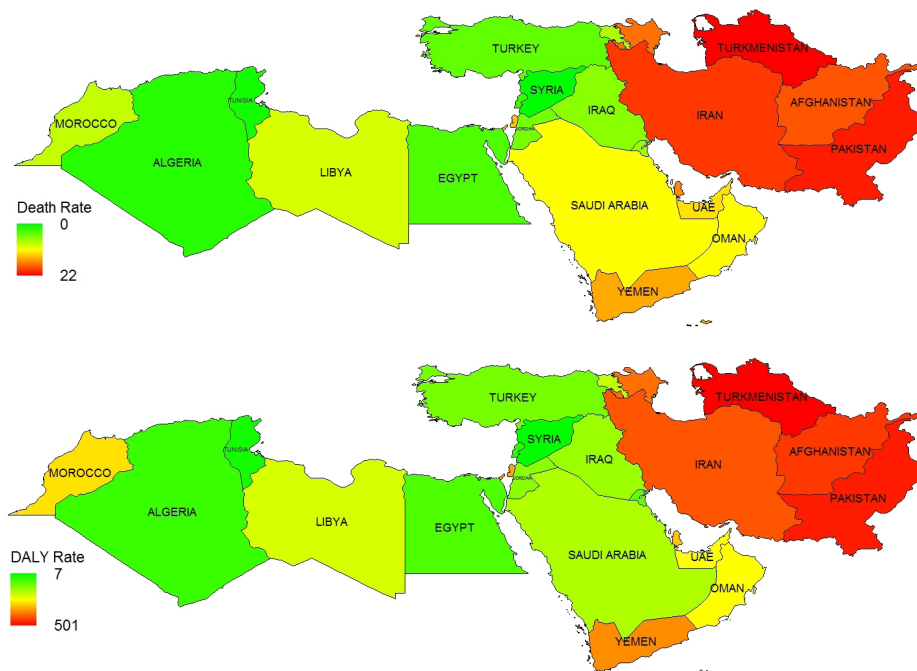 TURKEY
TURKMENISTAN
SYRIA
AFGHANISTAN
TUNISIA
MOROCCO
IRAQ
IRAN
JORDAN
PAKISTAN
ALGERIA
LIBYA
EGYPT
SAUDI ARABIA
UAE
OMAN
YEMEN
Death Rate
0
22
TURKEY
TURKMENISTAN
SYRIA
TUNISIA
AFGHANISTAN
IRAQ
IRAN
MOROCCO
JORDAN
PAKISTAN
ALGERIA
LIBYA
EGYPT
SAUDI ARABIA
UAE
OMAN
YEMEN
DALY Rate
7
501